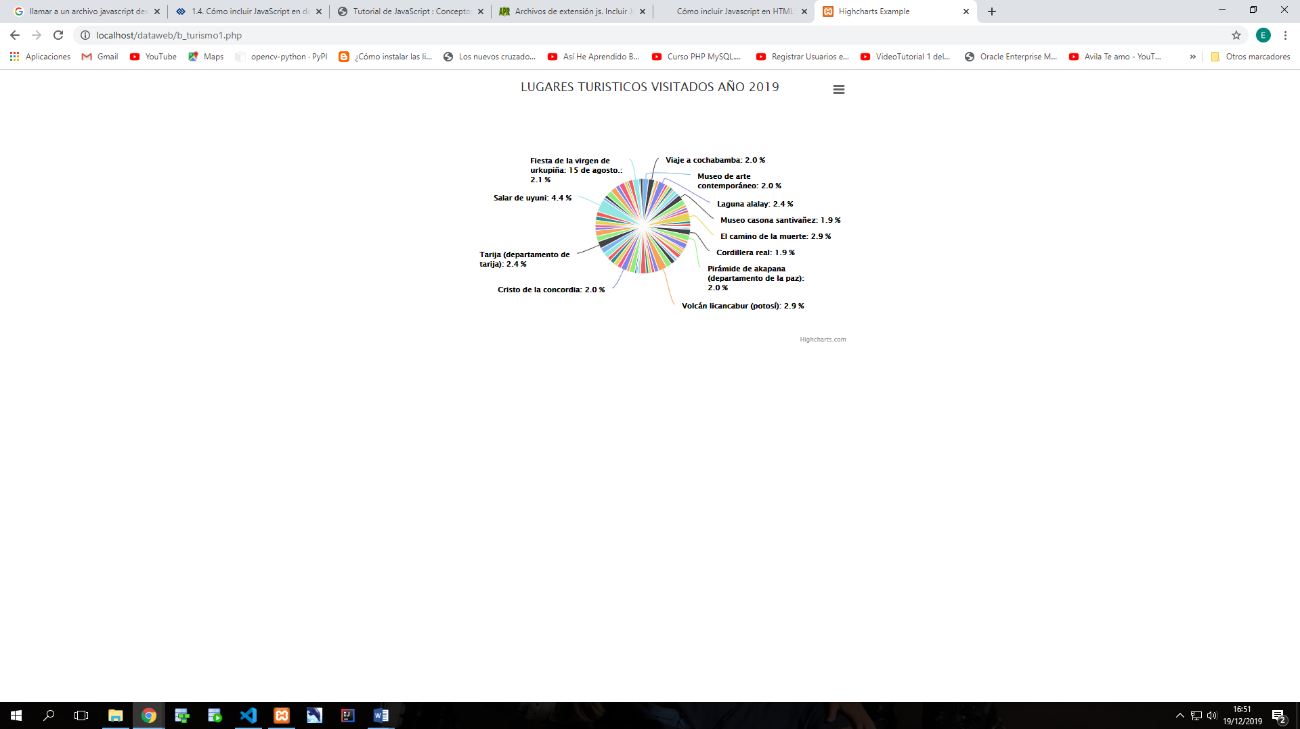 llamar a un archivo javascript des
1.4. Cómo incluir JavaScript en do
Tutorial de JavaScript : Concepto
Archivos de extensión js. Incluir J
Cómo incluir Javascript en HTML
Highcharts Example
localhost/dataweb/b_turismo1.php
E
Aplicaciones
Gmail
YouTube
Maps
opencv-python · PyPI
¿Cómo instalar las li...
Los nuevos cruzado...
Así He Aprendido B...
Curso PHP MySQL...
Registrar Usuarios e...
VideoTutorial 1 del...
Oracle Enterprise M...
Avila Te amo - YouT...
»
Otros marcadores
LUGARES TURISTICOS VISITADOS AÑO 2019
Fiesta de la virgen de
urkupiña: 15 de agosto.:
2.1 %
Viaje a cochabamba: 2.0 %
Museo de arte
contemporáneo: 2.0 %
Salar de uyuni: 4.4 %
Laguna alalay: 2.4 %
Museo casona santivañez: 1.9 %
El camino de la muerte: 2.9 %
Tarija (departamento de
tarija): 2.4 %
Cordillera real: 1.9 %
Pirámide de akapana
(departamento de la paz):
2.0 %
Cristo de la concordia: 2.0 %
Volcán licancabur (potosí): 2.9 %
Highcharts.com
16:51
19/12/2019
2